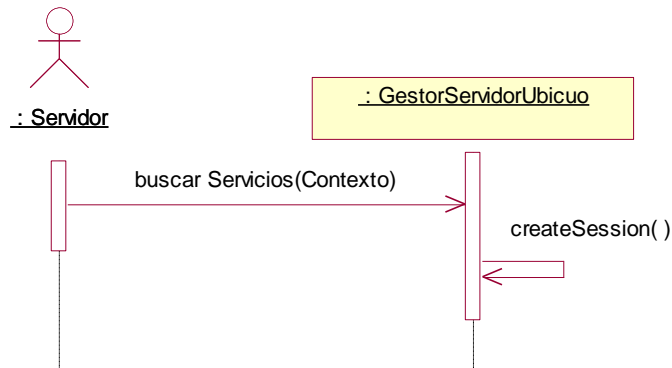 : GestorServidorUbicuo
: Servidor
buscar Servicios(Contexto)
createSession( )